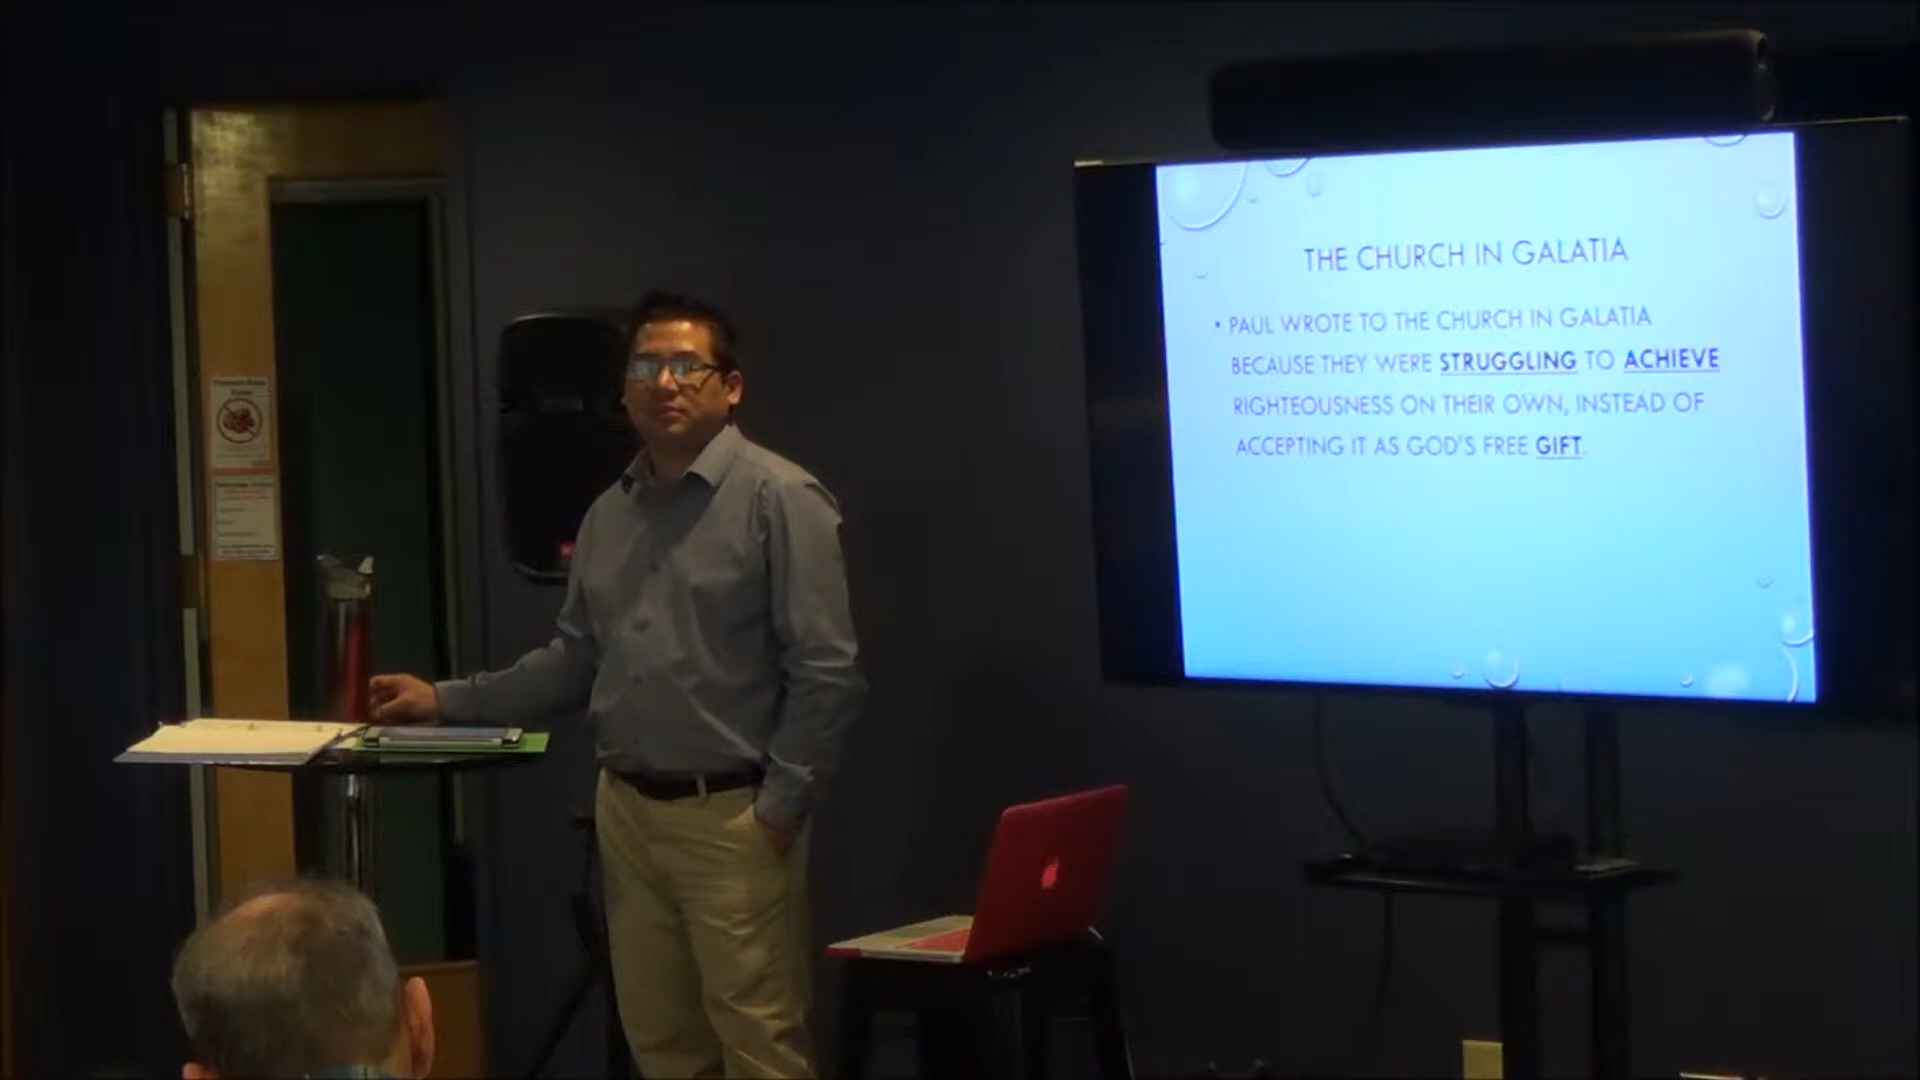 THE CHURCH IN GALATIA
• PAUL WROTE TO THE CHURCH IN GALATIA
BECAUSE THEY WERE STRUGGLING TO ACHIEVE
RIGHTEOUSNESS ON THEIR OWN, INSTEAD OF
ACCEPTING IT AS GOD'S FREE GIFT.